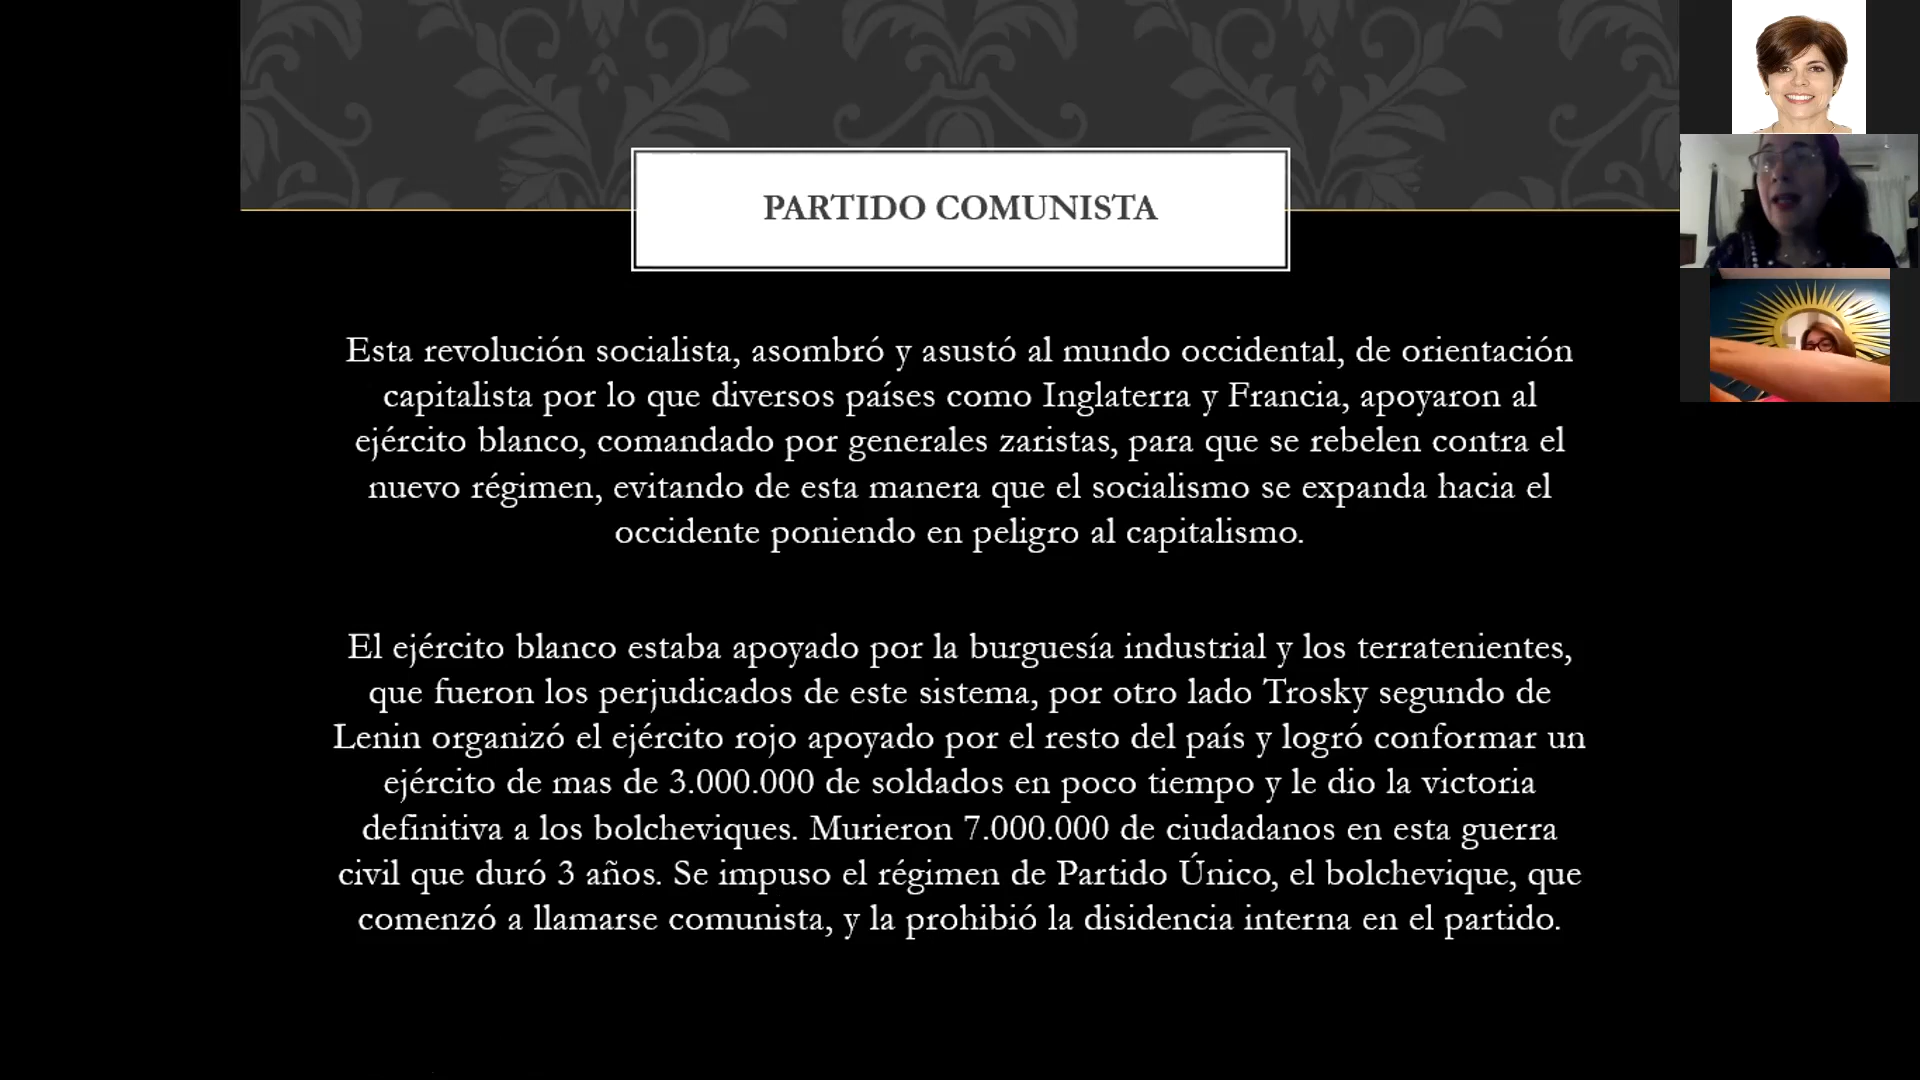 PARTIDO COMUNISTA
Esta revolución socialista, asombró y asustó al mundo occidental, de orientación
capitalista por lo que diversos países como Inglaterra y Francia, apoyaron al
ejército blanco, comandado por generales zaristas, para que se rebelen contra el
nuevo régimen, evitando de esta manera que el socialismo se expanda hacia el
occidente poniendo en peligro al capitalismo.
El ejército blanco estaba apoyado por la burguesía industrial y los terratenientes,
que fueron los perjudicados de este sistema, por otro lado Trosky segundo de
Lenin organizó el ejército rojo apoyado por el resto del país y logró conformar un
ejército de mas de 3.000.000 de soldados en poco tiempo y le dio la victoria
definitiva a los bolcheviques. Murieron 7.000.000 de ciudadanos en esta guerra
civil que duró 3 años. Se impuso el régimen de Partido Único, el bolchevique, que
comenzó a llamarse comunista, y la prohibió la disidencia interna en el partido.